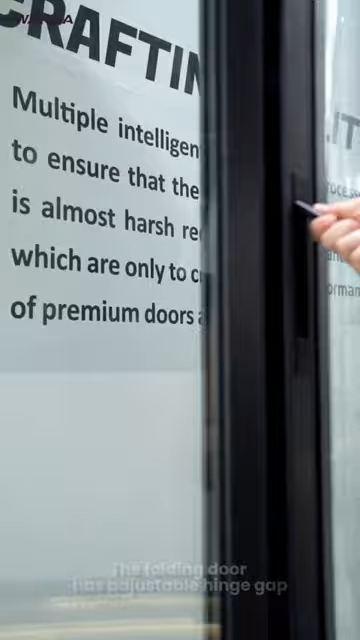 CRAFTIN
Multiple intelligen
to ensure that the
is almost harsh re
which are only to c
of premium doors a
The folding door
has adjustable hinge gap